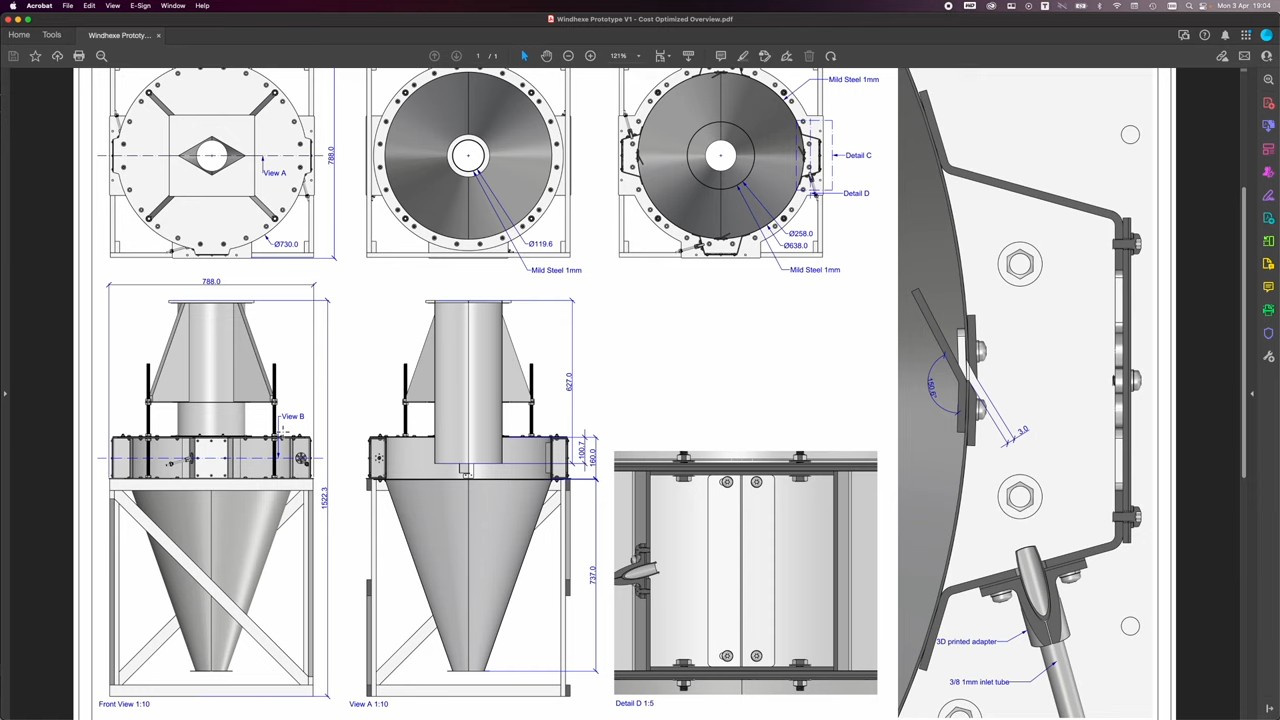 Acrobat File Edit View E-Sign Window Help
Mon 3 Apr 19:04
Windhexe Prototype V1 - Cost Optimized Overview.pdf
Home Tools Windhexe Prototy... ×
1 / 1 121%
Mild Steel 1mm
788.0
View A
Detail C
Detail D
Ø730.0
Ø119.6
Ø258.0
Ø638.0
Mild Steel 1mm
Mild Steel 1mm
788.0
View B
627.0
100.7
160.0
1522.3
737.0
150.6°
3.0
3D printed adapter
3/8 1mm inlet tube
Front View 1:10
View A 1:10
Detail D 1:5